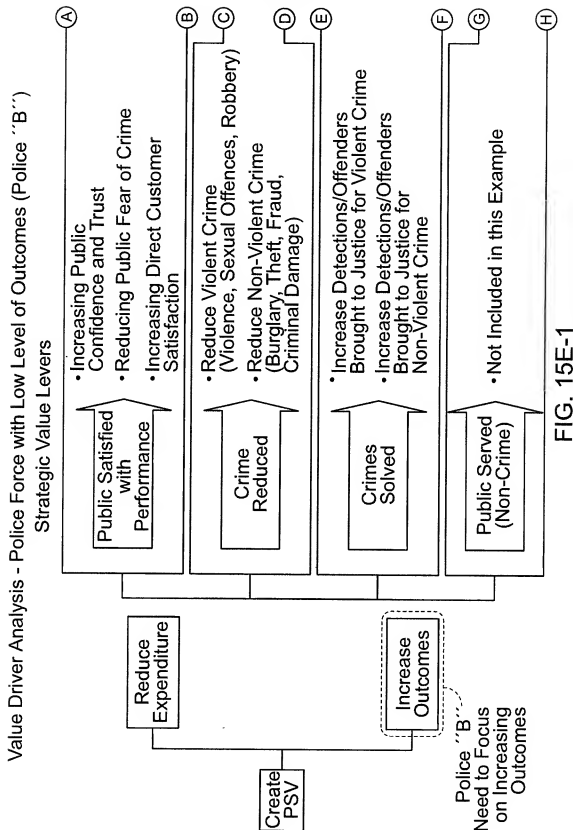 Value Driver Analysis - Police Force with Low Level of Outcomes (Police ´´B´´)
Strategic Value Levers
Create
PSV
Reduce
Expenditure
Increase
Outcomes
Police ´´B´´
Need to Focus
on Increasing
Outcomes
Public Satisfied
with
Performance
• Increasing Public
Confidence and Trust
• Reducing Public Fear of Crime
• Increasing Direct Customer
Satisfaction
A
B
Crime
Reduced
• Reduce Violent Crime
(Violence, Sexual Offences, Robbery)
• Reduce Non-Violent Crime
(Burglary, Theft, Fraud,
Criminal Damage)
C
D
Crimes
Solved
• Increase Detections/Offenders
Brought to Justice for Violent Crime
• Increase Detections/Offenders
Brought to Justice for
Non-Violent Crime
E
F
Public Served
(Non-Crime)
• Not Included in this Example
G
H
FIG. 15E-1